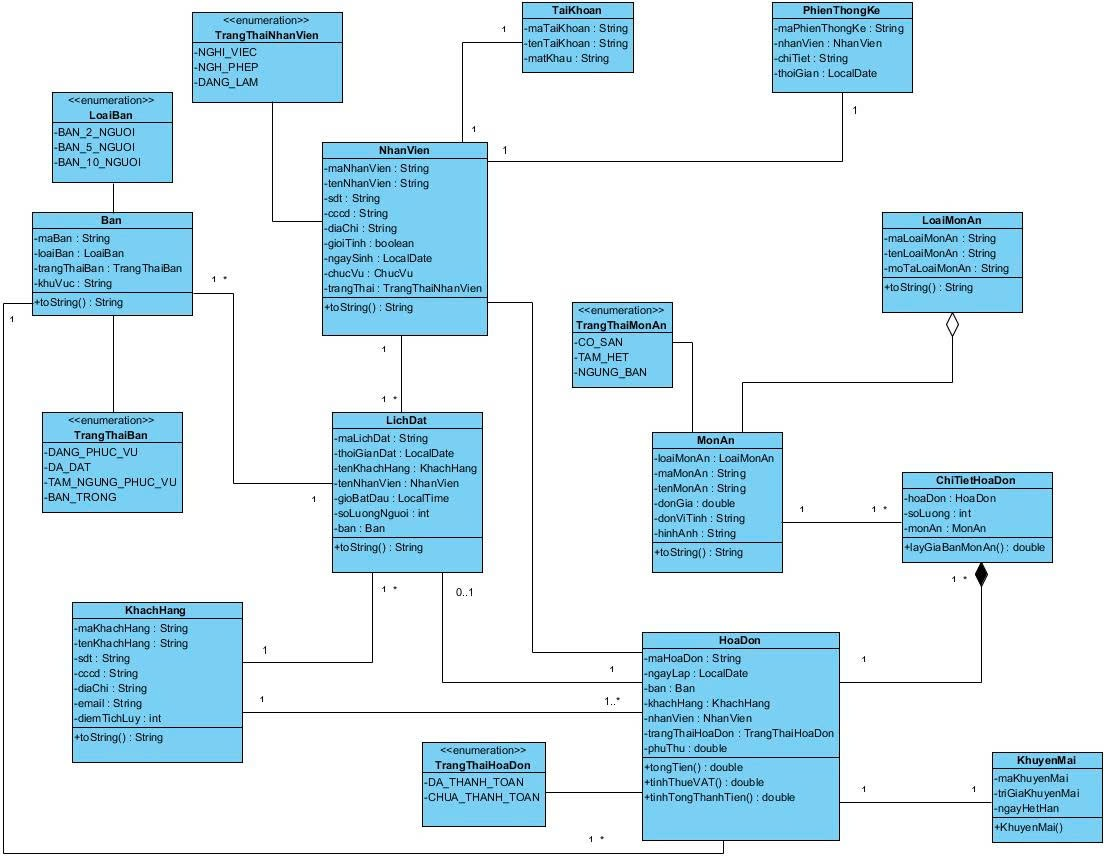 <<enumeration>>
TrangThaiNhanVien
-NGHI_VIEC
-NGH_PHEP
-DANG_LAM
TaiKhoan
-maTaiKhoan : String
-tenTaiKhoan : String
-matKhau : String
PhienThongKe
-maPhienThongKe : String
-nhanVien : NhanVien
-chiTiet : String
-thoiGian : LocalDate
1
1
1
1
<<enumeration>>
LoaiBan
-BAN_2_NGUOI
-BAN_5_NGUOI
-BAN_10_NGUOI
NhanVien
-maNhanVien : String
-tenNhanVien : String
-sdt : String
-cccd : String
-diaChi : String
-gioiTinh : boolean
-ngaySinh : LocalDate
-chucVu : ChucVu
-trangThai : TrangThaiNhanVien
+toString() : String
Ban
-maBan : String
-loaiBan : LoaiBan
-trangThaiBan : TrangThaiBan
-khuVuc : String
+toString() : String
1 *
1
LoaiMonAn
-maLoaiMonAn : String
-tenLoaiMonAn : String
-moTaLoaiMonAn : String
+toString() : String
<<enumeration>>
TrangThaiMonAn
-CO_SAN
-TAM_HET
-NGUNG_BAN
1
1 *
<<enumeration>>
TrangThaiBan
-DANG_PHUC_VU
-DA_DAT
-TAM_NGUNG_PHUC_VU
-BAN_TRONG
LichDat
-maLichDat : String
-thoiGianDat : LocalDate
-tenKhachHang : KhachHang
-tenNhanVien : NhanVien
-gioBatDau : LocalTime
-soLuongNguoi : int
-ban : Ban
+toString() : String
1
MonAn
-loaiMonAn : LoaiMonAn
-maMonAn : String
-tenMonAn : String
-donGia : double
-donViTinh : String
-hinhAnh : String
+toString() : String
1
1 *
ChiTietHoaDon
-hoaDon : HoaDon
-soLuong : int
-monAn : MonAn
+layGiaBanMonAn() : double
1 *
1 *
0..1
KhachHang
-maKhachHang : String
-tenKhachHang : String
-sdt : String
-cccd : String
-diaChi : String
-email : String
-diemTichLuy : int
+toString() : String
1
1
1
1..*
HoaDon
-maHoaDon : String
-ngayLap : LocalDate
-ban : Ban
-khachHang : KhachHang
-nhanVien : NhanVien
-trangThaiHoaDon : TrangThaiHoaDon
-phuThu : double
+tongTien() : double
+tinhThueVAT() : double
+tinhTongThanhTien() : double
1
<<enumeration>>
TrangThaiHoaDon
-DA_THANH_TOAN
-CHUA_THANH_TOAN
1
1
KhuyenMai
-maKhuyenMai
-triGiaKhuyenMai
-ngayHetHan
+KhuyenMai()
1 *